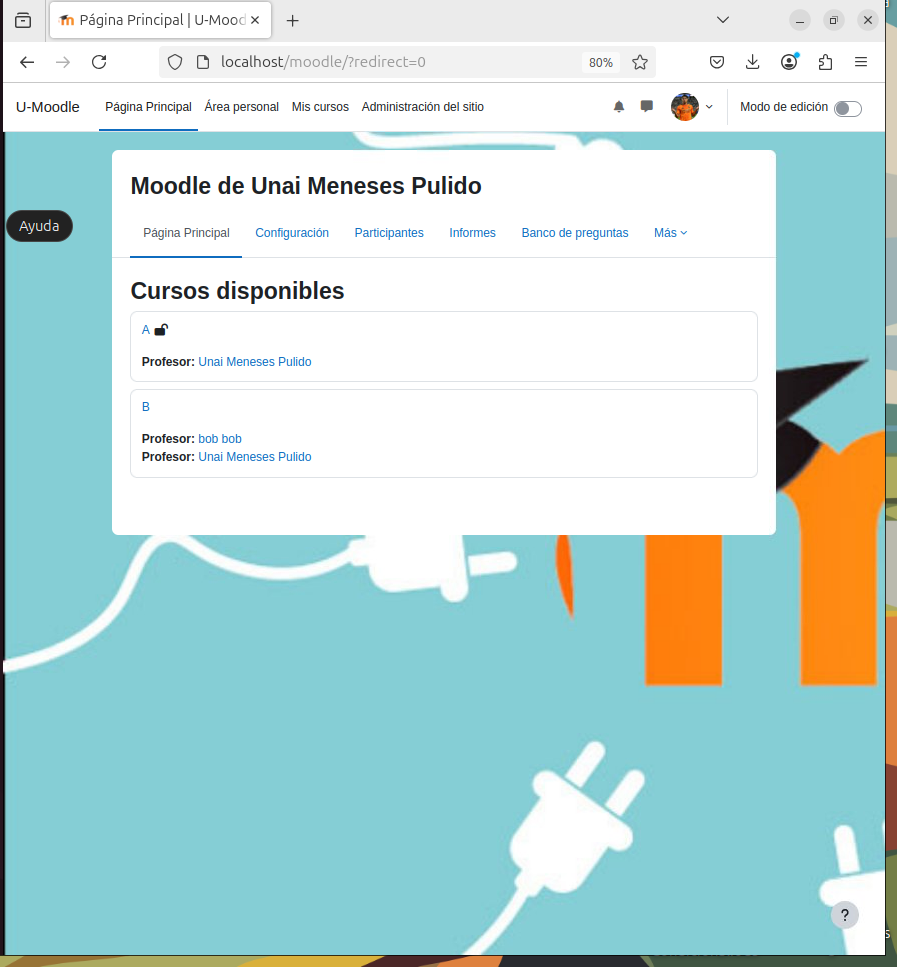 Página Principal | U-Mood
localhost/moodle/?redirect=0
80%
U-Moodle
Página Principal
Área personal
Mis cursos
Administración del sitio
Modo de edición
Moodle de Unai Meneses Pulido
Ayuda
Página Principal
Configuración
Participantes
Informes
Banco de preguntas
Más
Cursos disponibles
A
Profesor: Unai Meneses Pulido
B
Profesor: bob bob
Profesor: Unai Meneses Pulido
?